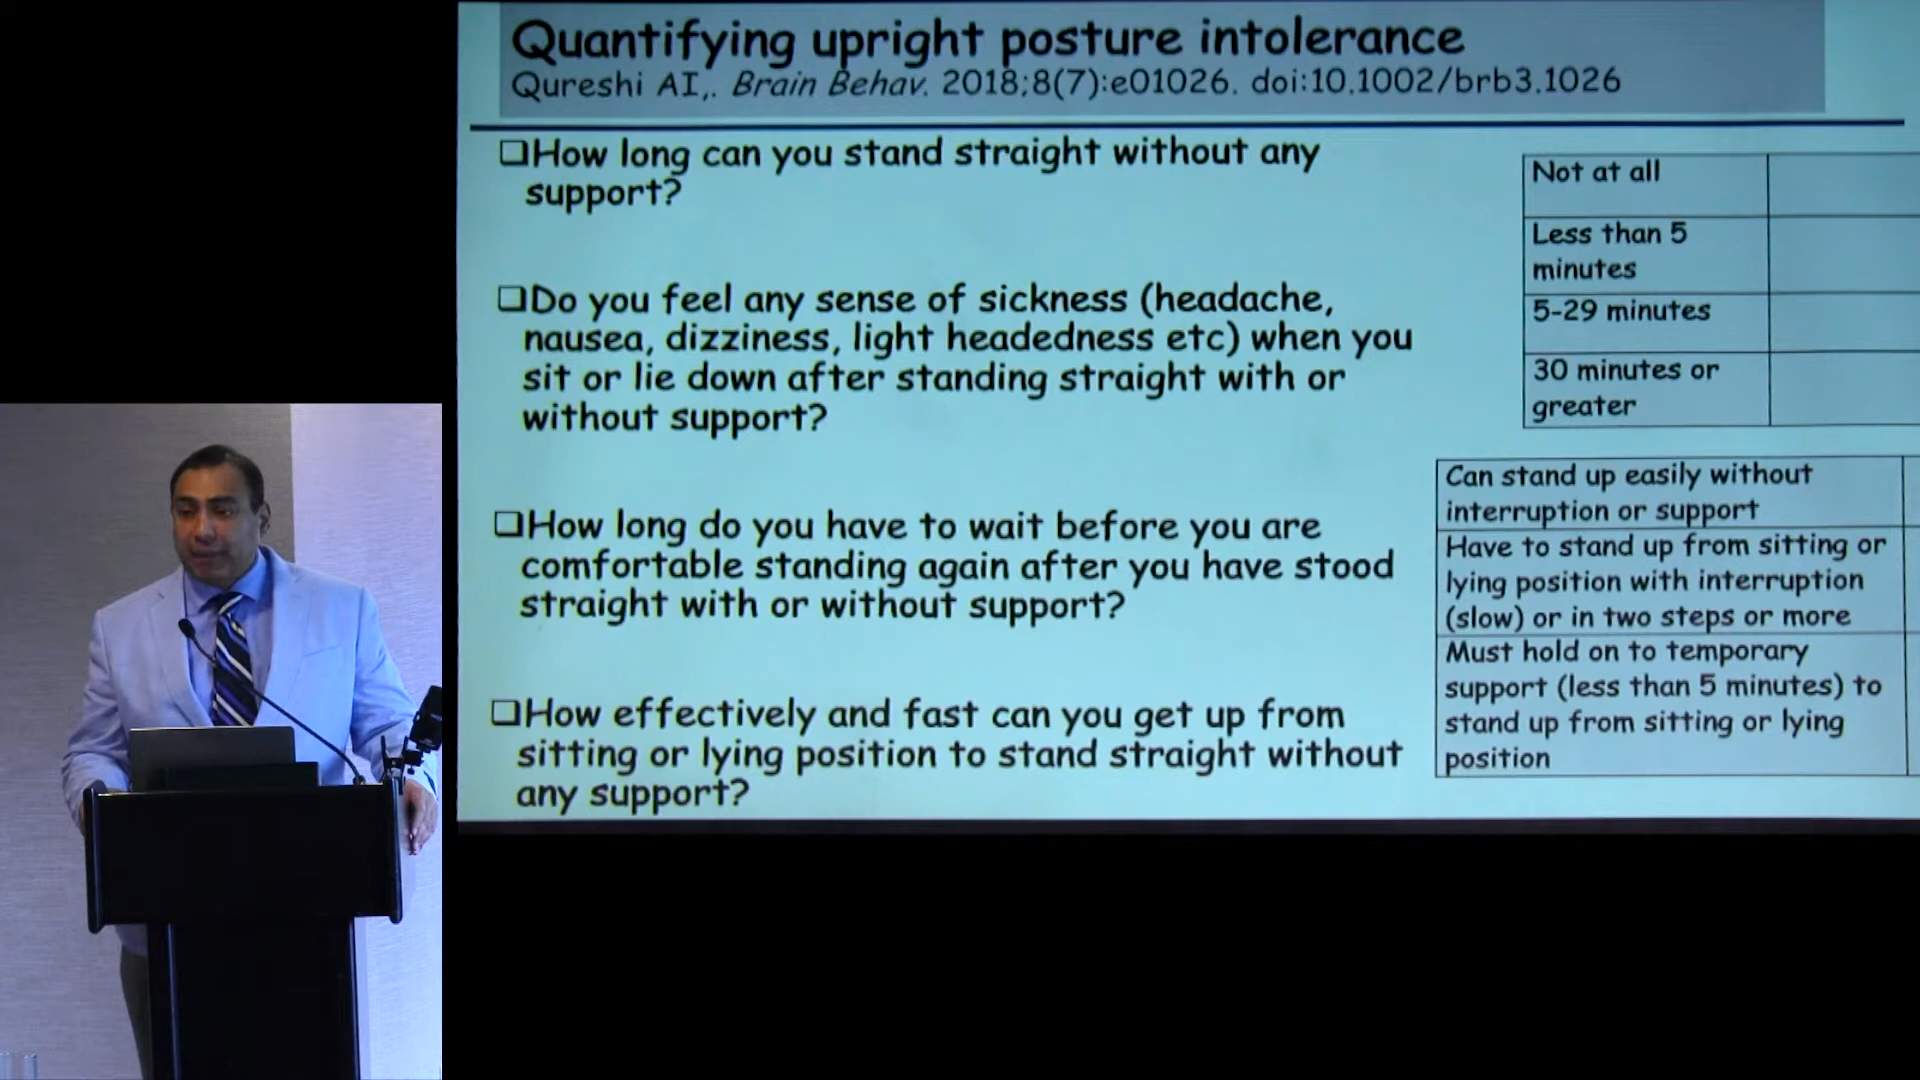 Quantifying upright posture intolerance
Qureshi AI,. Brain Behav. 2018;8(7):e01026. doi:10.1002/brb3.1026
❑How long can you stand straight without any
support?
❑Do you feel any sense of sickness (headache,
nausea, dizziness, light headedness etc) when you
sit or lie down after standing straight with or
without support?
❑How long do you have to wait before you are
comfortable standing again after you have stood
straight with or without support?
❑How effectively and fast can you get up from
sitting or lying position to stand straight without
any support?
Not at all
Less than 5
minutes
5-29 minutes
30 minutes or
greater
Can stand up easily without
interruption or support
Have to stand up from sitting or
lying position with interruption
(slow) or in two steps or more
Must hold on to temporary
support (less than 5 minutes) to
stand up from sitting or lying
position